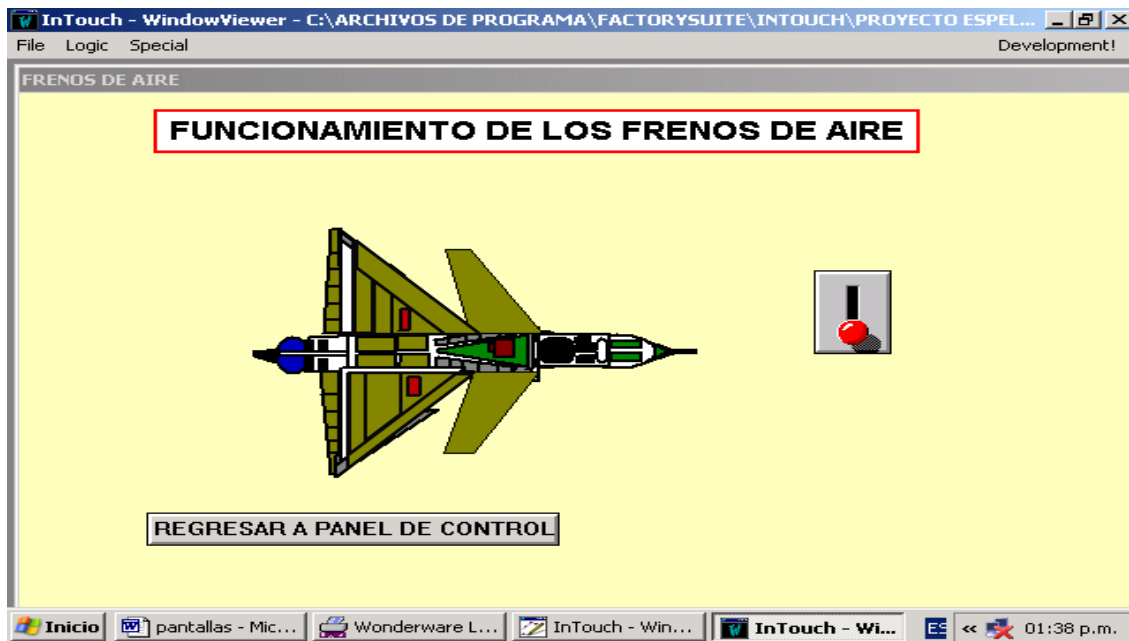 InTouch - WindowViewer - C:\ARCHIVOS DE PROGRAMA\FACTORYSUITE\INTOUCH\PROYECTO ESPEL...
File Logic Special Development!
FRENOS DE AIRE
FUNCIONAMIENTO DE LOS FRENOS DE AIRE
REGRESAR A PANEL DE CONTROL
Inicio pantallas - Mic... Wonderware L... InTouch - Win... InTouch - Wi... ES « 01:38 p.m.